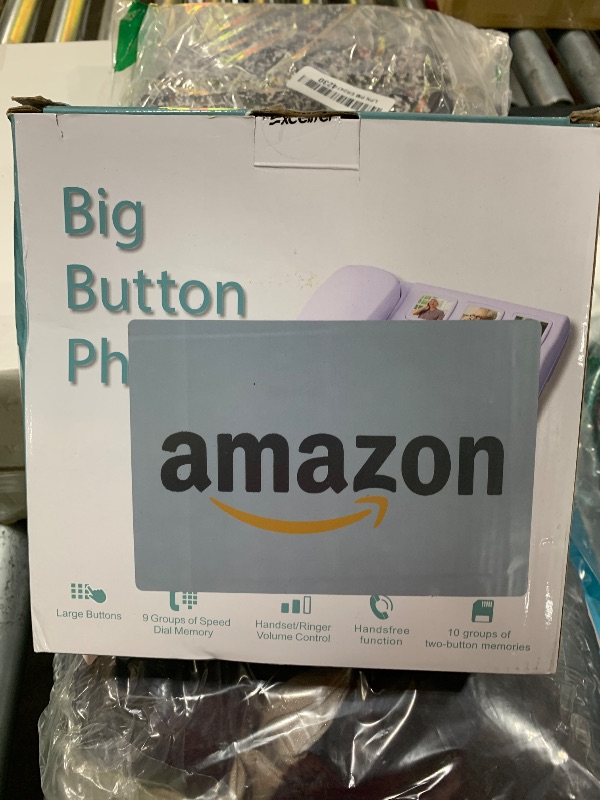 Big
Button
Ph
amazon
Large Buttons
9 Groups of Speed
Dial Memory
Handset/Ringer
Volume Control
Handsfree
function
10 groups of
two-button memories